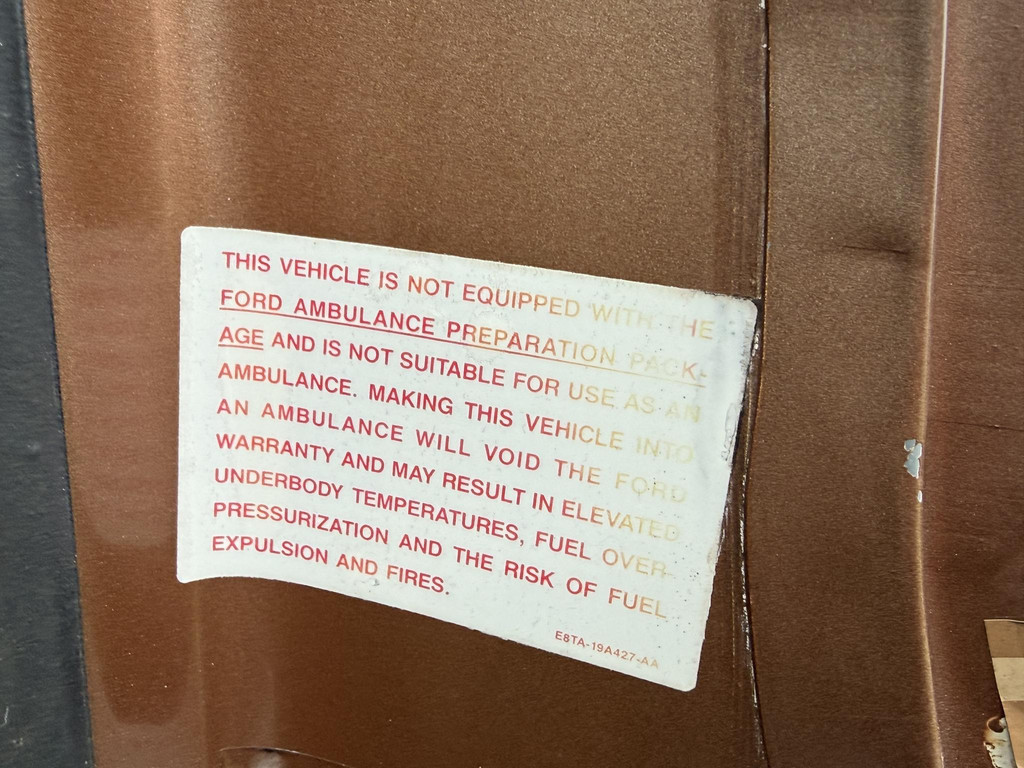 THIS VEHICLE IS NOT EQUIPPED WITH THE
FORD AMBULANCE PREPARATION PACK-
AGE AND IS NOT SUITABLE FOR USE AS AN
AMBULANCE. MAKING THIS VEHICLE INTO
AN AMBULANCE WILL VOID THE FORD
WARRANTY AND MAY RESULT IN ELEVATED
UNDERBODY TEMPERATURES, FUEL OVER-
PRESSURIZATION AND THE RISK OF FUEL
EXPULSION AND FIRES.
E8TA-19A427-AA